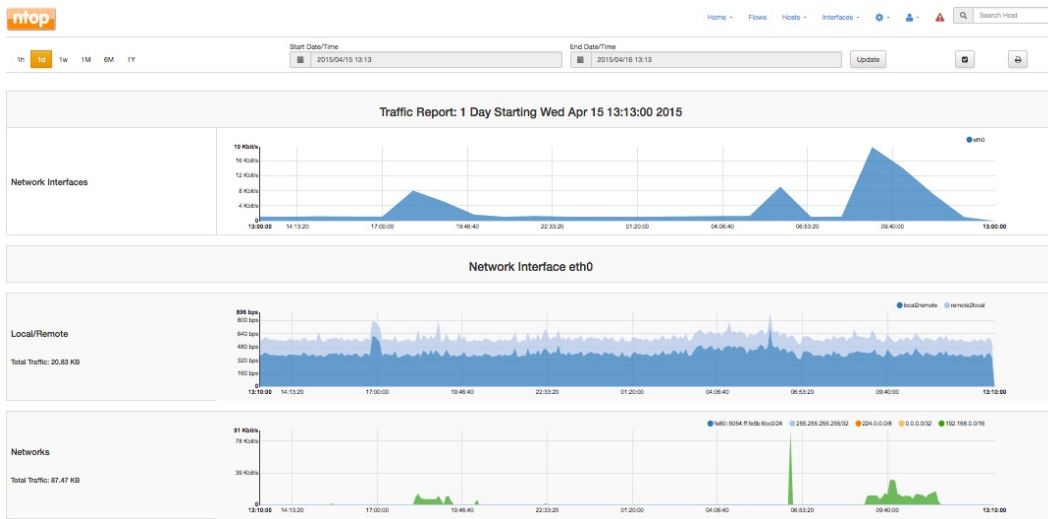 ntop
Home
Flows
Hosts
Interfaces
Search Host
1h 1d 1w 1M 6M 1Y
Start Date/Time
2015/04/15 13:13
End Date/Time
2015/04/16 13:13
Update
Traffic Report: 1 Day Starting Wed Apr 15 13:13:00 2015
Network Interfaces
eth0
19 Kbit/s
16 Kbit/s
12 Kbit/s
8 Kbit/s
4 Kbit/s
0
13:00:00 14:13:20 17:00:00 19:46:40 22:33:20 01:20:00 04:06:40 06:53:20 09:40:00 13:00:00
Network Interface eth0
Local/Remote
Total Traffic: 20.83 KB
local2remote remote2local
896 bps
800 bps
640 bps
480 bps
320 bps
160 bps
0
13:10:00 14:13:20 17:00:00 19:46:40 22:33:20 01:20:00 04:06:40 06:53:20 09:40:00 13:10:00
Networks
Total Traffic: 87.47 KB
255.255.255.255/32 224.0.0.0/8 0.0.0.0/32 192.168.0.0/16
91 Kbit/s
78 Kbit/s
39 Kbit/s
0
13:10:00 14:13:20 17:00:00 19:46:40 22:33:20 01:20:00 04:06:40 06:53:20 09:40:00 13:10:00